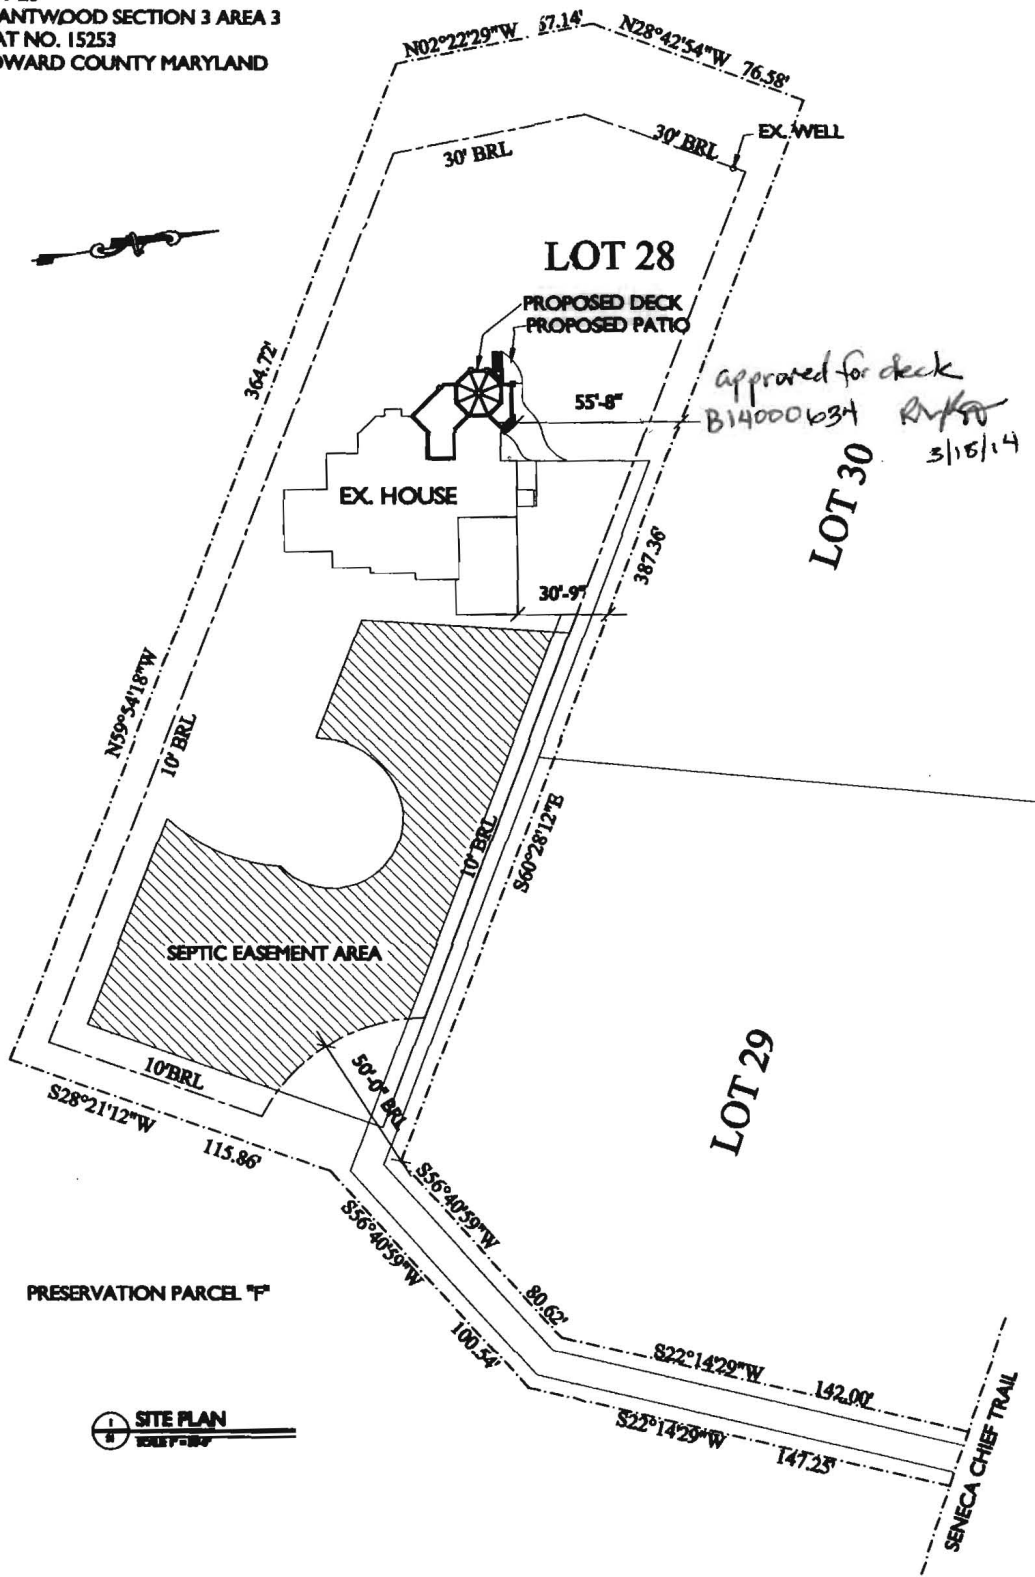 ANTWOOD SECTION 3 AREA 3
AT NO. 15253
WARD COUNTY MARYLAND
N02°22'29"W 67.14'
N28°42'54"W 76.58'
30' BRL
30' BRL
EX. WELL
LOT 28
PROPOSED DECK
PROPOSED PATIO
364.72'
55'-8"
approved for deck
B14000634
3/18/14
LOT 30
EX. HOUSE
387.36'
30'-9"
N59°54'18"W
10' BRL
10' BRL
S60°28'12"E
SEPTIC EASEMENT AREA
LOT 29
10'BRL
50'-0" BRL
S28°21'12"W
115.86'
S56°40'59"W
S56°40'59"W
PRESERVATION PARCEL "F"
80.62'
100.54'
S22°14'29"W
142.00'
S22°14'29"W
147.25'
SENECA CHIEF TRAIL
1
SITE PLAN